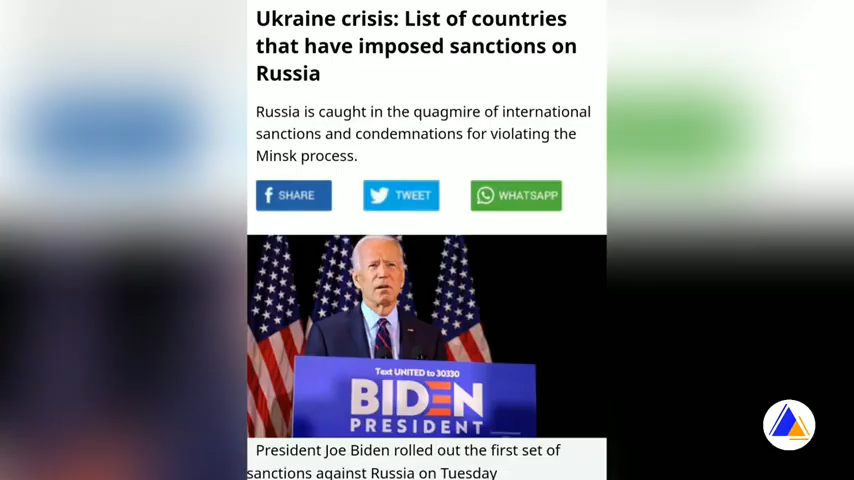 Ukraine crisis: List of countries
that have imposed sanctions on
Russia
Russia is caught in the quagmire of international
sanctions and condemnations for violating the
Minsk process.
SHARE
TWEET
WHATSAPP
Text UNITED to 30330
BIDEN
PRESIDENT
President Joe Biden rolled out the first set of
sanctions against Russia on Tuesday